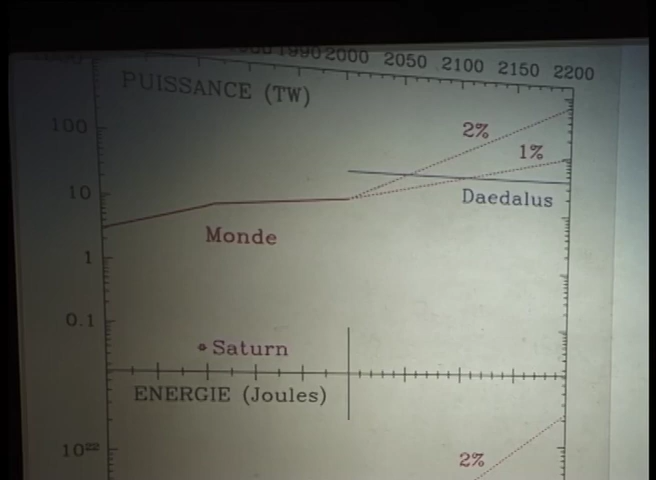 1990 2000 2050 2100 2150 2200
PUISSANCE (TW)
100
2%
1%
10
Daedalus
Monde
1
0.1
Saturn
ENERGIE (Joules)
10²²
2%